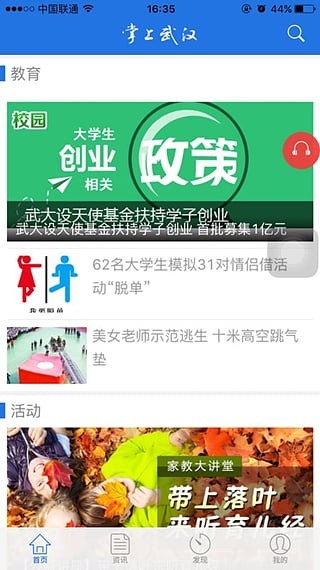 中国联通 16:35 44%
掌上武汉
教育
校园
大学生
创业
相关
政策
武大设天使基金扶持学子创业
武大设天使基金扶持学子创业 首批募集1亿元
62名大学生模拟31对情侣借活
动“脱单”
美女老师示范逃生 十米高空跳气
垫
活动
家教大讲堂
带上落叶
来听育儿经
首页 资讯 发现 我的